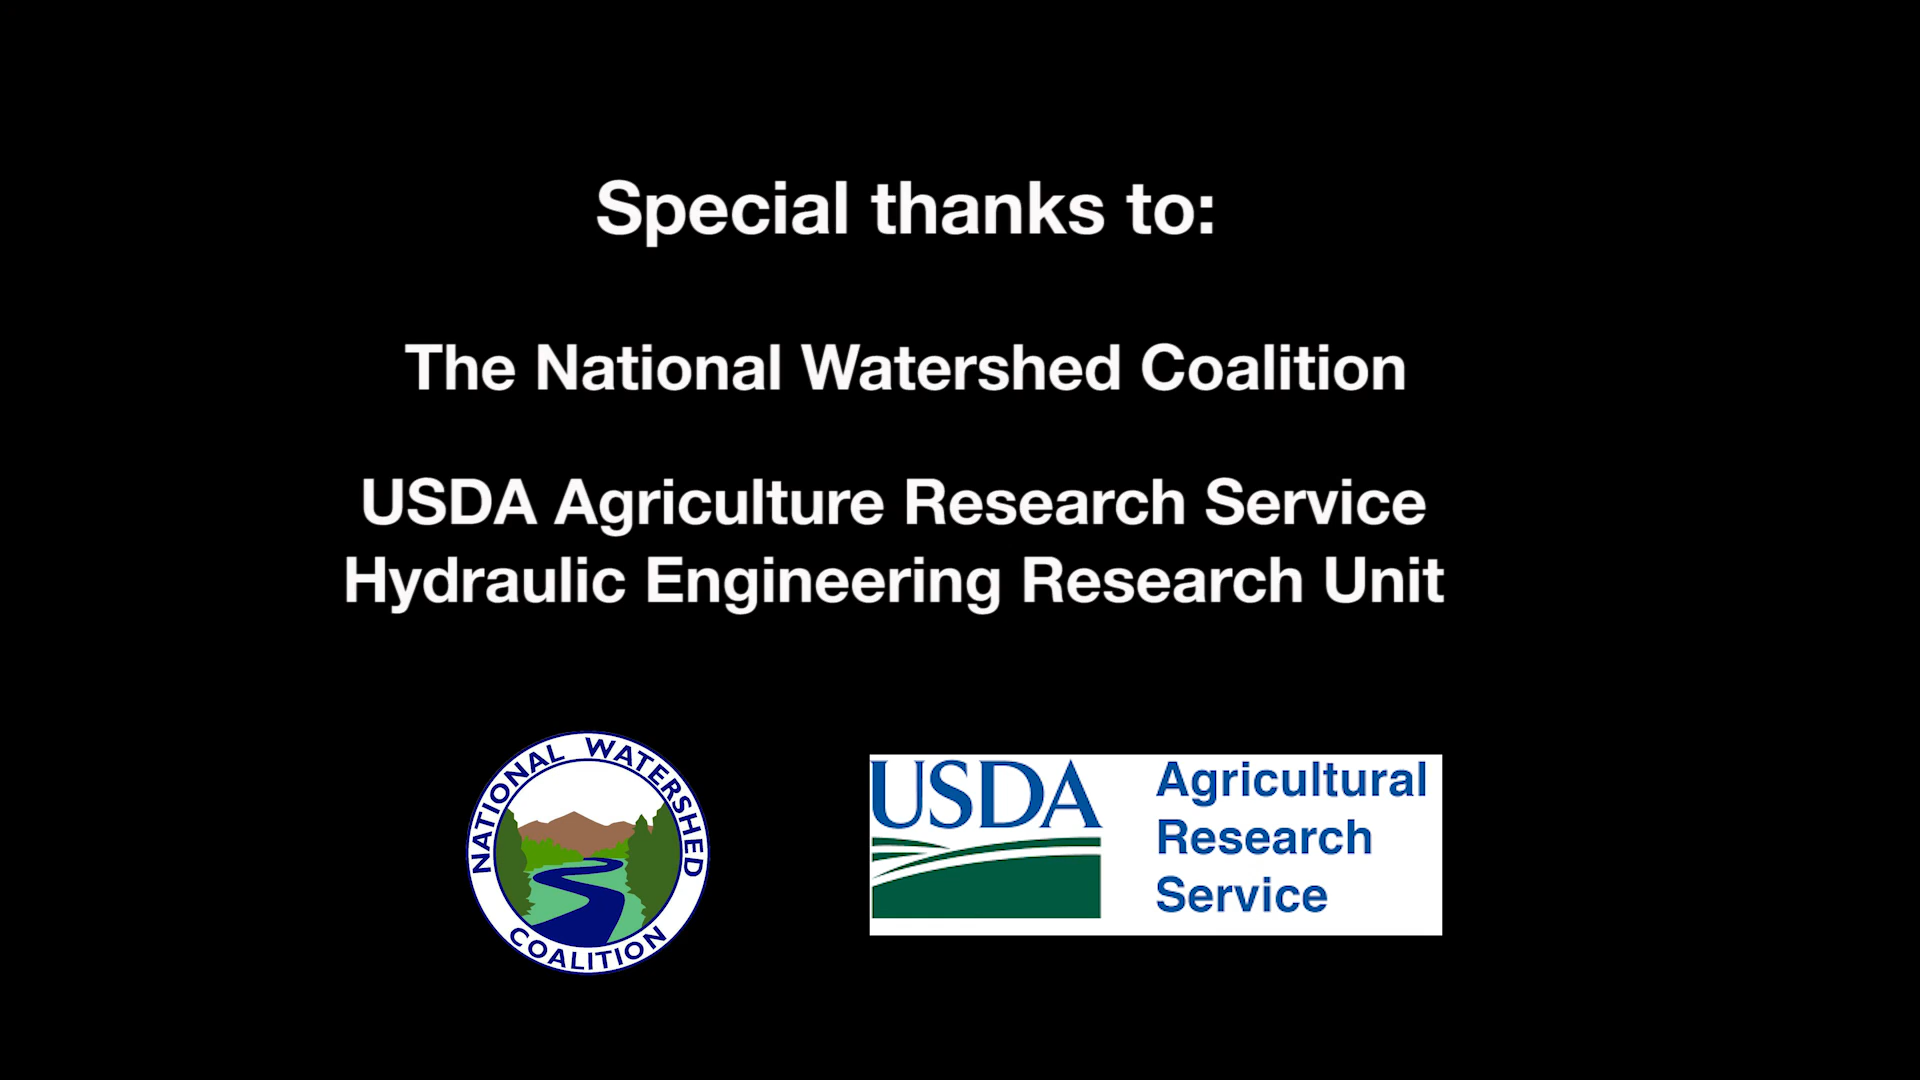 Special thanks to:
The National Watershed Coalition
USDA Agriculture Research Service
Hydraulic Engineering Research Unit
NATIONAL WATERSHED
COALITION
USDA
Agricultural
Research
Service